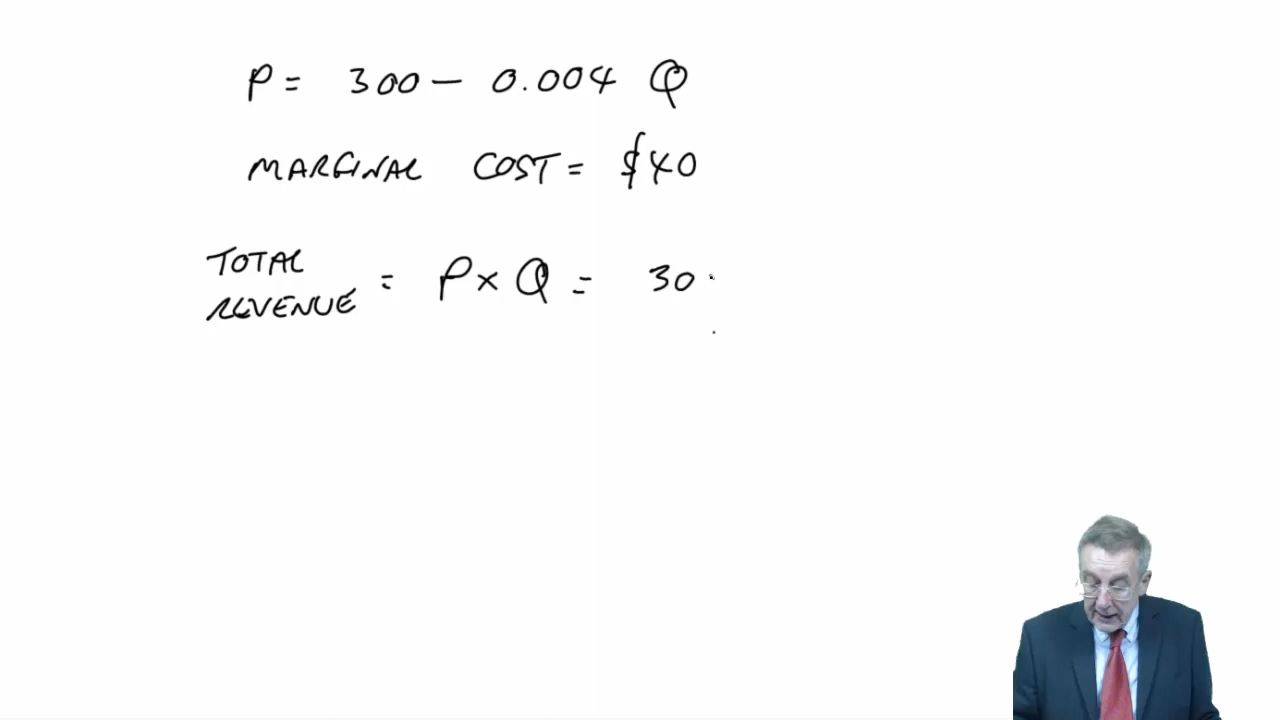 P = 300 – 0.004 Q
MARGINAL COST = $40
TOTAL REVENUE = P x Q = 30